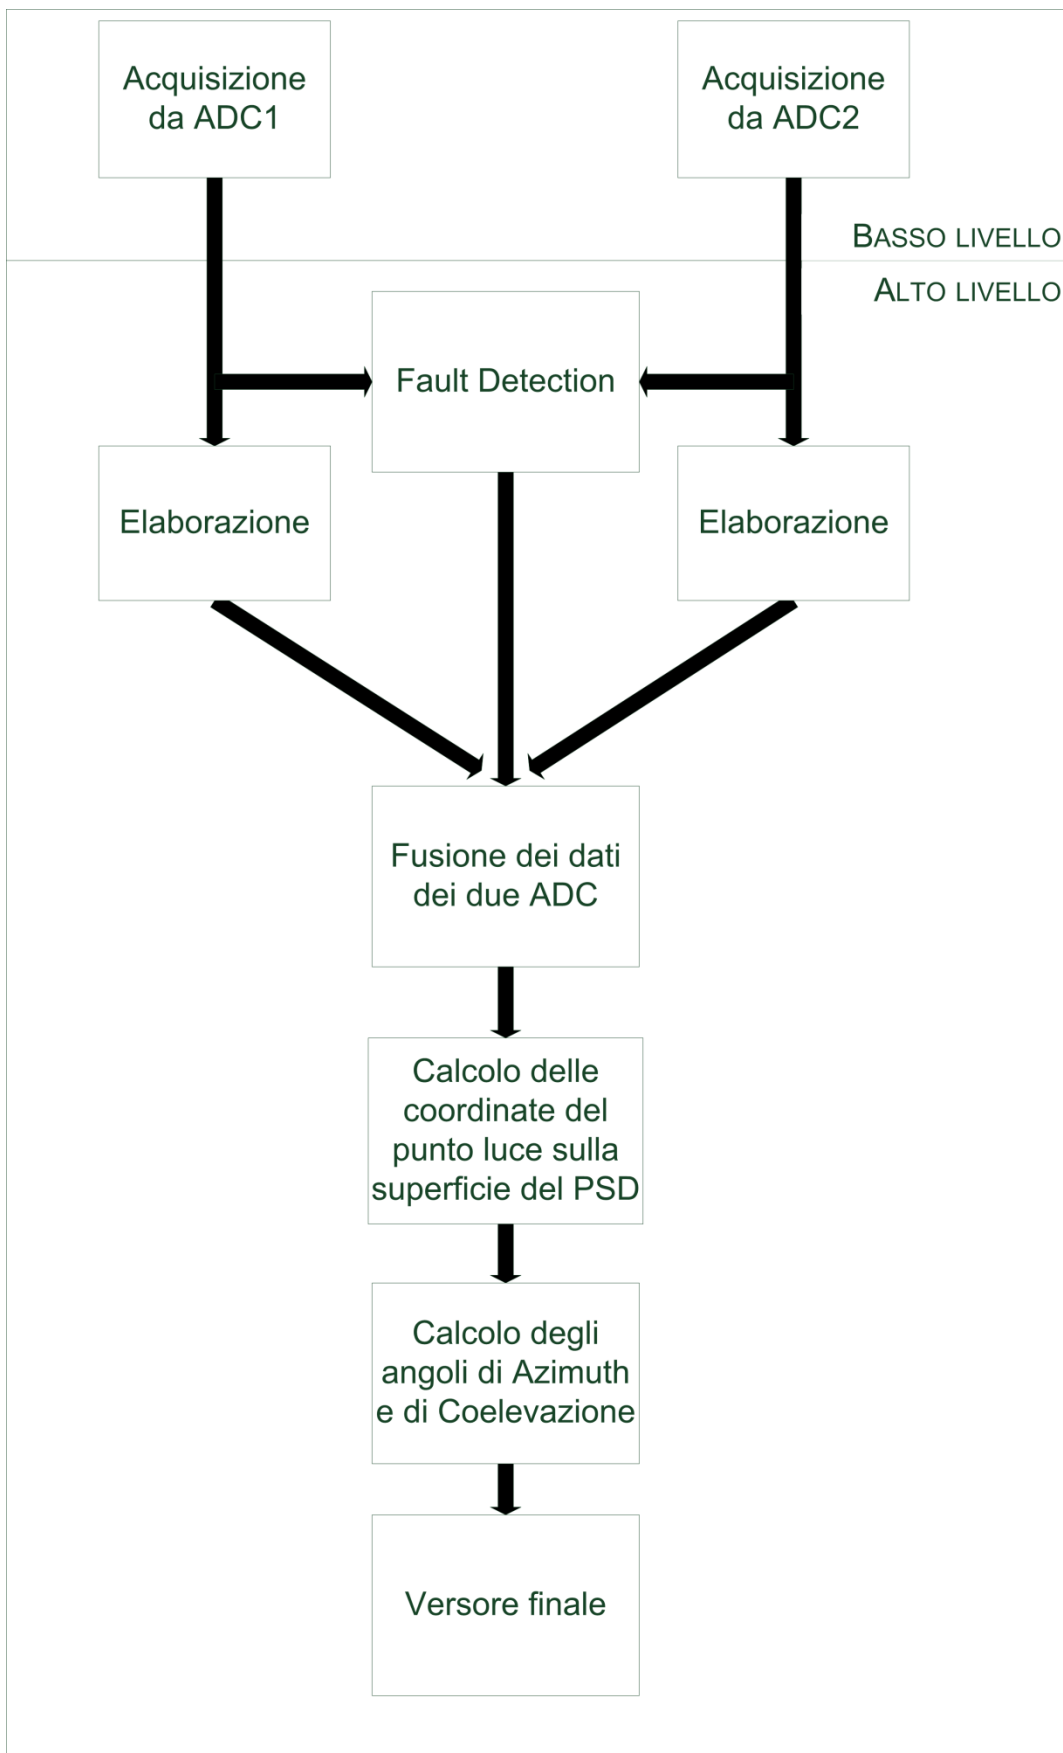 Acquisizione
da ADC1
Acquisizione
da ADC2
BASSO LIVELLO
ALTO LIVELLO
Fault Detection
Elaborazione
Elaborazione
Fusione dei dati
dei due ADC
Calcolo delle
coordinate del
punto luce sulla
superficie del PSD
Calcolo degli
angoli di Azimuth
e di Coelevazione
Versore finale